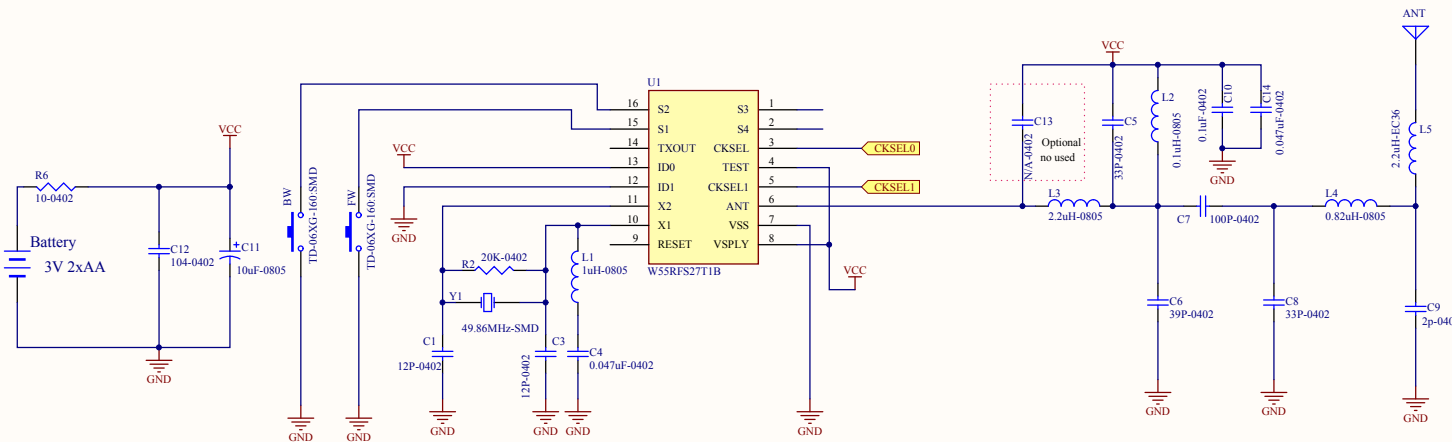 ANT
VCC
U1
L2
0.1uH-0805
C10
0.1uF-0402
C14
0.047uF-0402
L5
2.2uH-EC36
C13
N/A-0402
Optional
no used
C5
33P-0402
GND
16 S2 S3 1
15 S1 S4 2
14 TXOUT CKSEL 3 CKSEL0
13 ID0 TEST 4
12 ID1 CKSEL1 5 CKSEL1
11 X2 ANT 6
10 X1 VSS 7
9 RESET VSPLY 8
W55RFS27T1B
VCC
VCC
GND
VCC
R6
10-0402
Battery
3V 2xAA
C12
104-0402
C11
+
10uF-0805
GND
BW
TD-06XG-160:SMD
FW
TD-06XG-160:SMD
GND
GND
R2
20K-0402
Y1
49.86MHz-SMD
L1
1uH-0805
C1
12P-0402
C3
12P-0402
C4
0.047uF-0402
GND
GND
GND
GND
L3
2.2uH-0805
C7
100P-0402
L4
0.82uH-0805
C6
39P-0402
C8
33P-0402
C9
GND
GND
GND